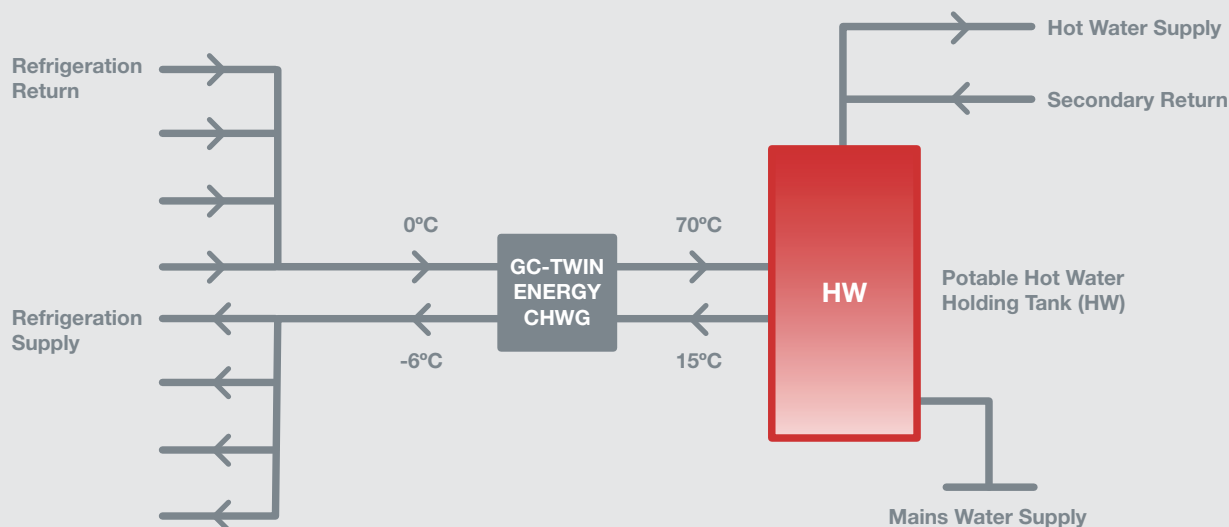 Hot Water Supply
Refrigeration
Return
Secondary Return
0ºC
70ºC
GC-TWIN
ENERGY
CHWG
HW
Potable Hot Water
Holding Tank (HW)
Refrigeration
Supply
-6ºC
15ºC
Mains Water Supply